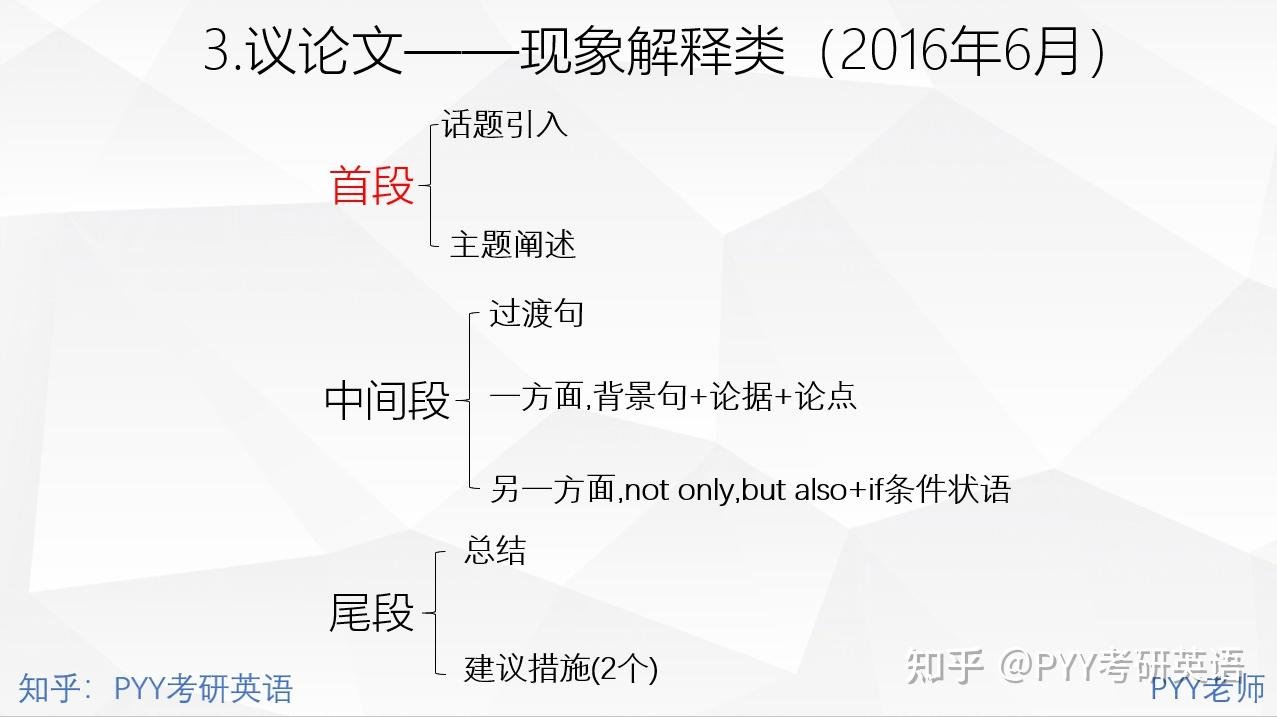 3.议论文——现象解释类（2016年6月）
话题引入
首段
主题阐述
过渡句
中间段
一方面,背景句+论据+论点
另一方面,not only,but also+if条件状语
总结
尾段
建议措施(2个)
知乎：PYY考研英语
知乎 @PYY考研英语
PYY老师